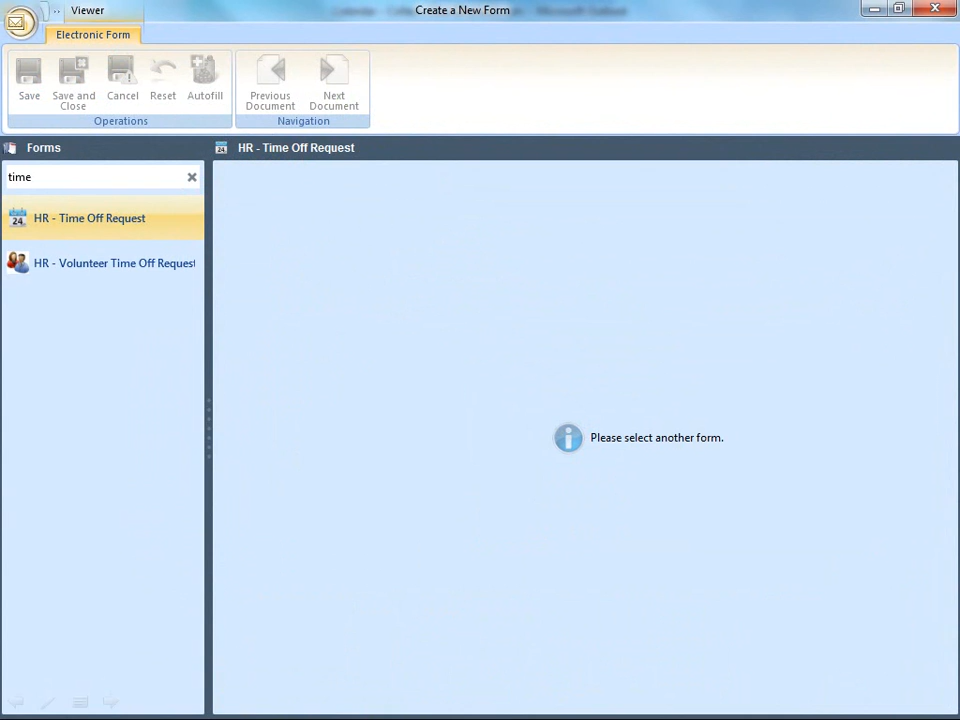 Viewer
Create a New Form
Electronic Form
Save
Save and Close
Cancel
Reset
Autofill
Previous Document
Next Document
Operations
Navigation
Forms
HR - Time Off Request
time
HR - Time Off Request
HR - Volunteer Time Off Request
Please select another form.
24
24